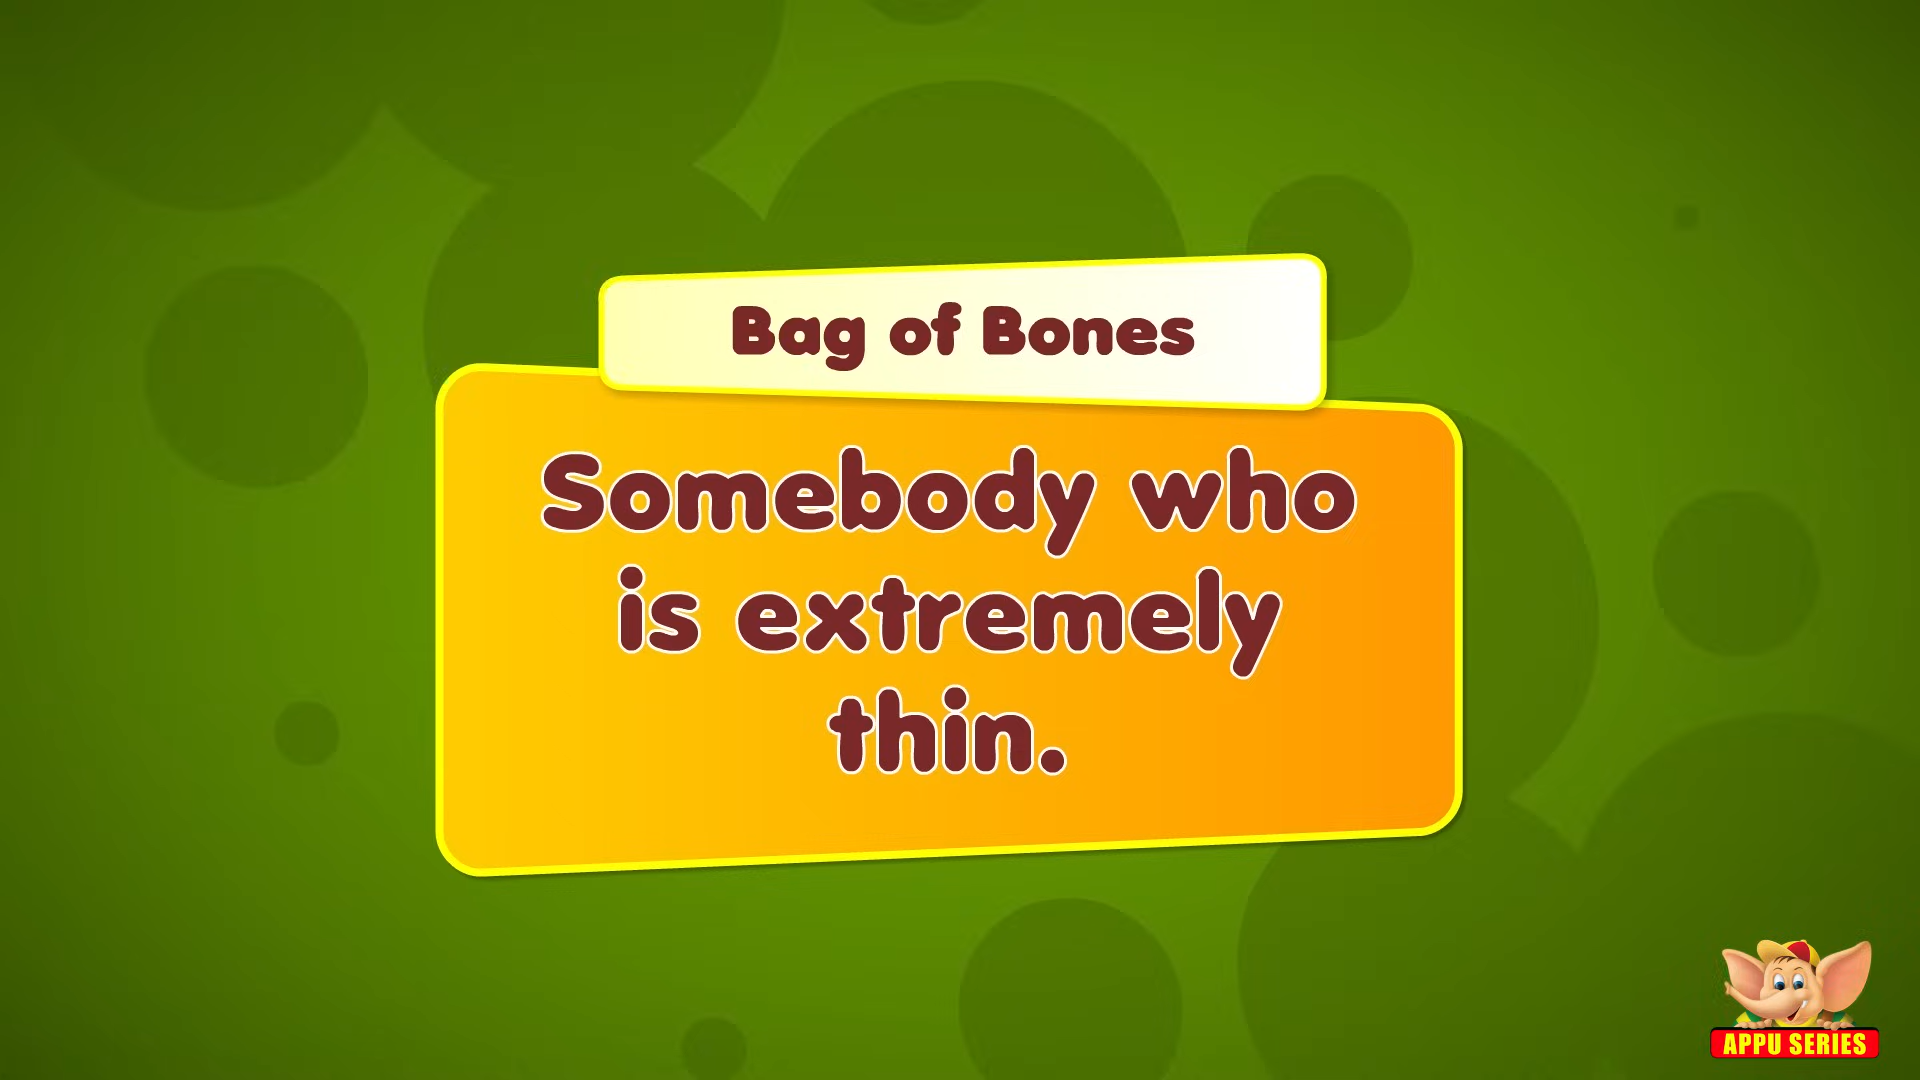 Bag of Bones
Somebody who
is extremely
thin.
APPU SERIES